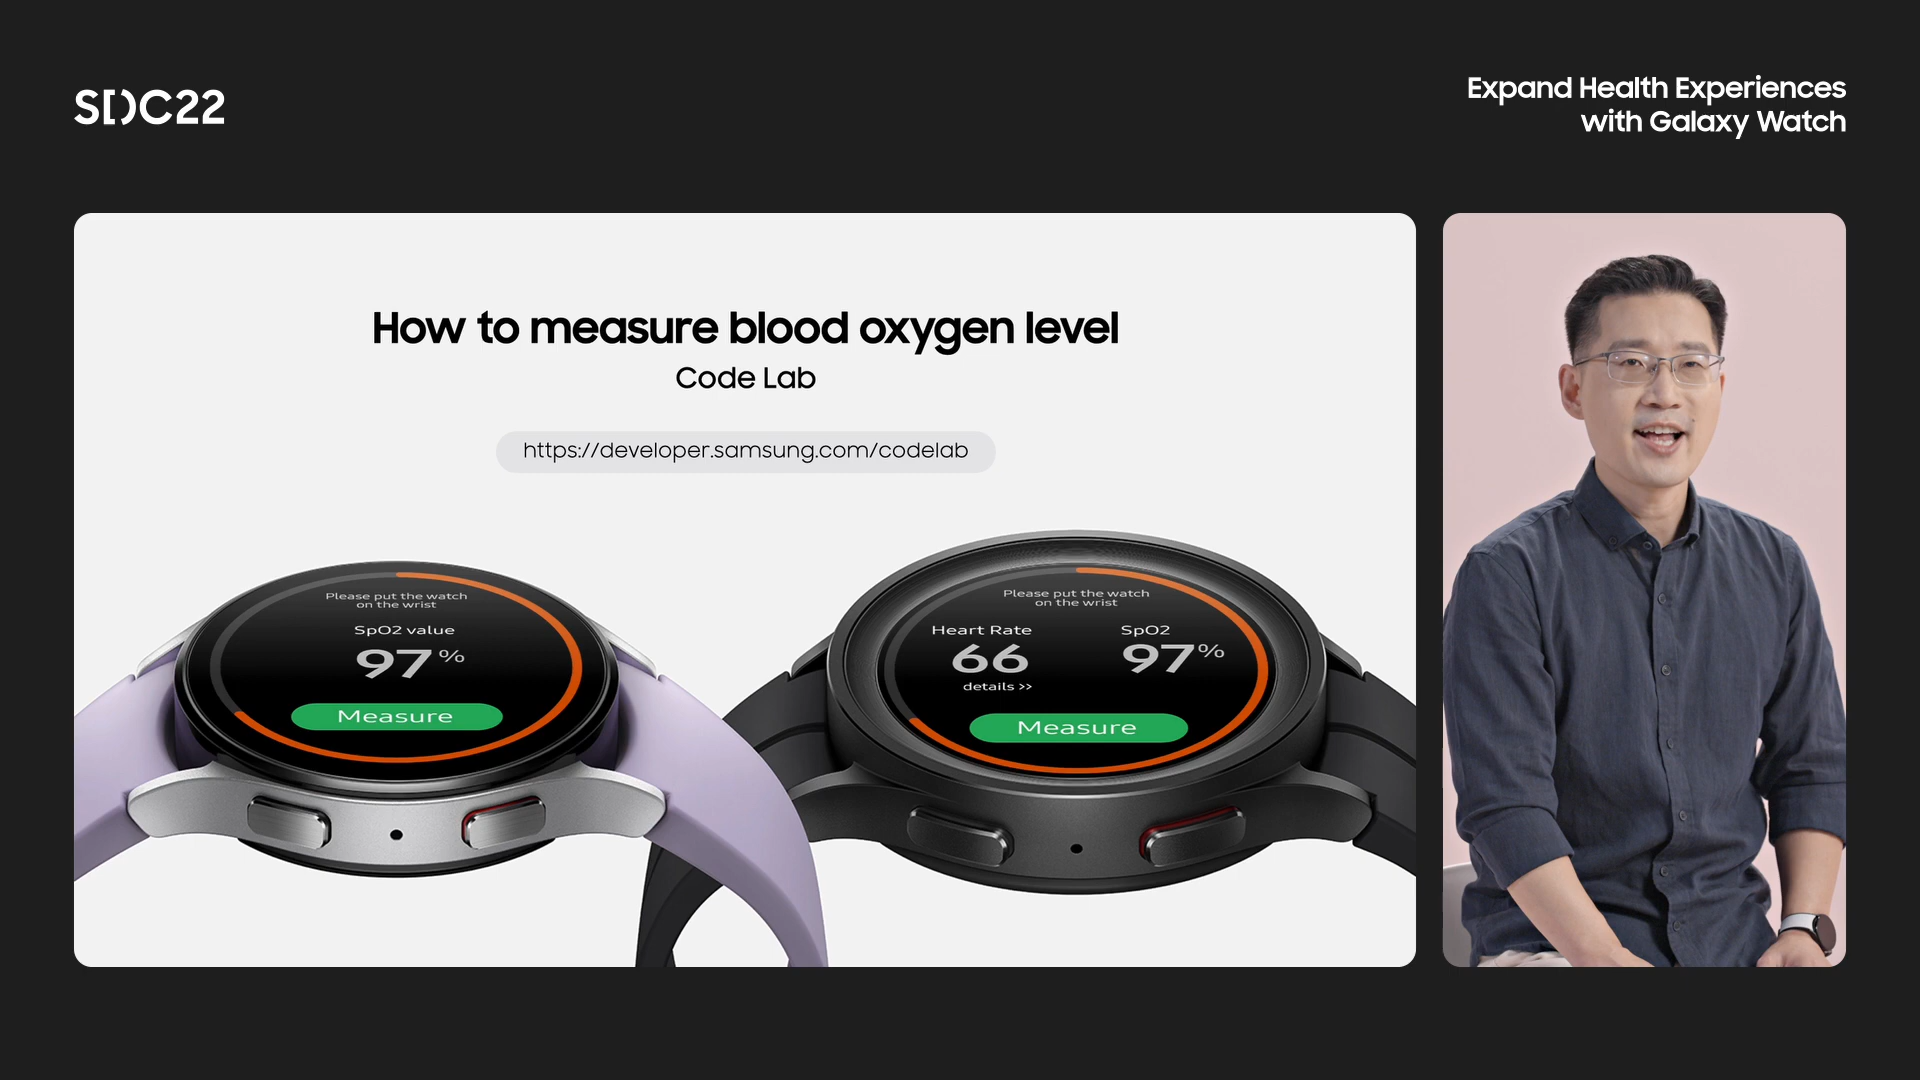 SDC22
Expand Health Experiences
with Galaxy Watch
How to measure blood oxygen level
Code Lab
https://developer.samsung.com/codelab
Please put the watch
on the wrist
SpO2 value
97%
Measure
Please put the watch
on the wrist
Heart Rate
66
details >>
SpO2
97%
Measure